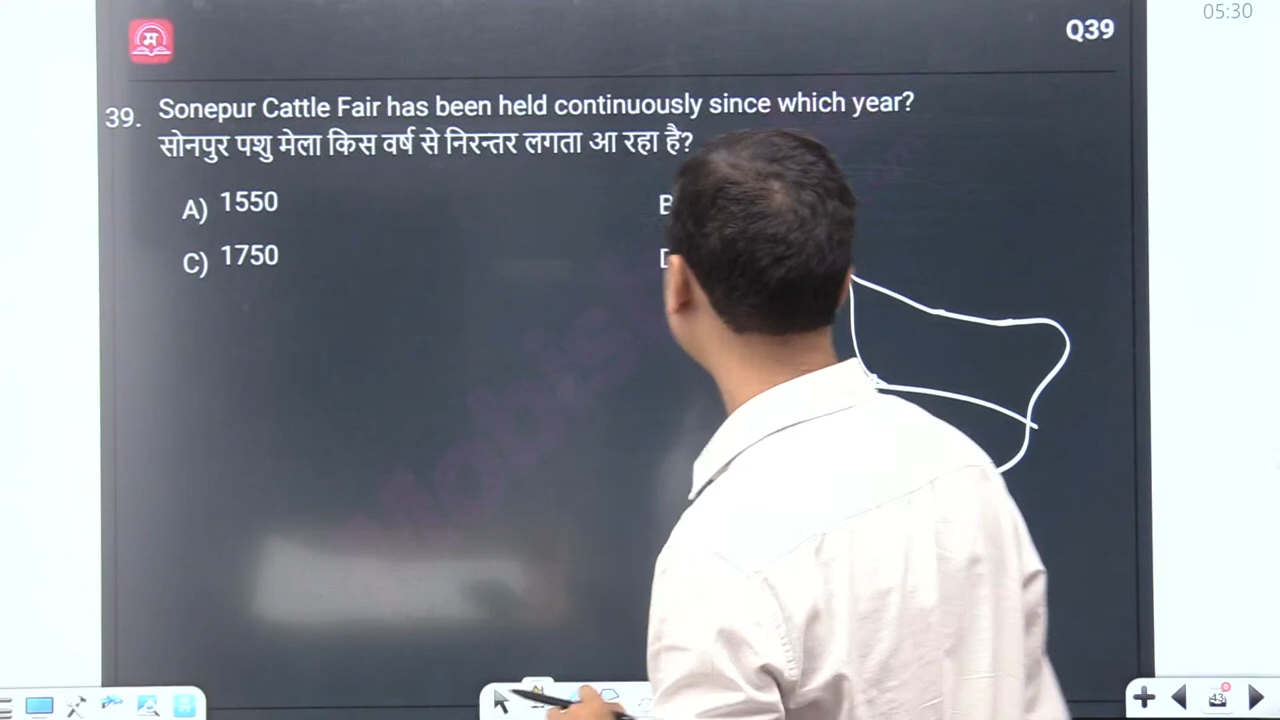 05:30
म
Q39
39. Sonepur Cattle Fair has been held continuously since which year?
सोनपुर पशु मेला किस वर्ष से निरन्तर लगता आ रहा है?
A) 1550
C) 1750
43